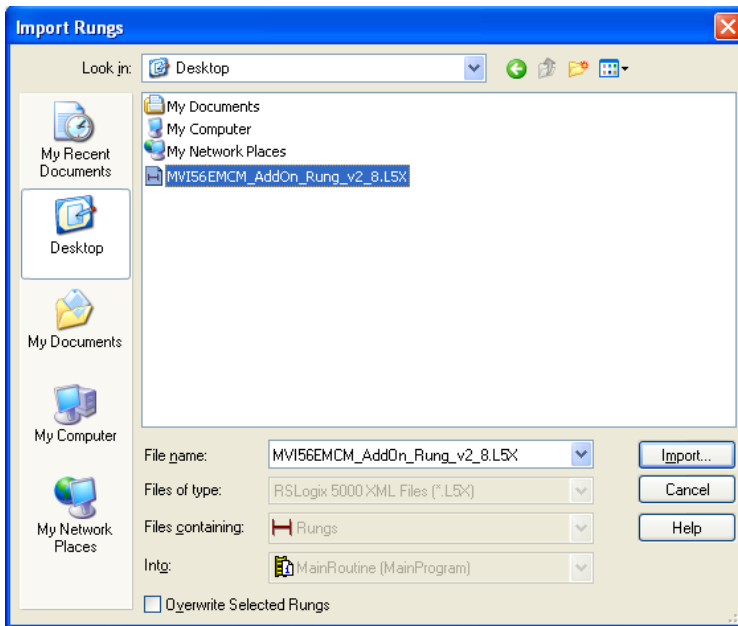 Import Rungs
Look in:
Desktop
My Recent
Documents
Desktop
My Documents
My Computer
My Network
Places
My Documents
My Computer
My Network Places
MVI56EMCM_AddOn_Rung_v2_8.L5X
File name:
MVI56EMCM_AddOn_Rung_v2_8.L5X
Import...
Files of type:
RSLogix 5000 XML Files (*.L5X)
Cancel
Files containing:
Rungs
Help
Into:
MainRoutine (MainProgram)
Overwrite Selected Rungs